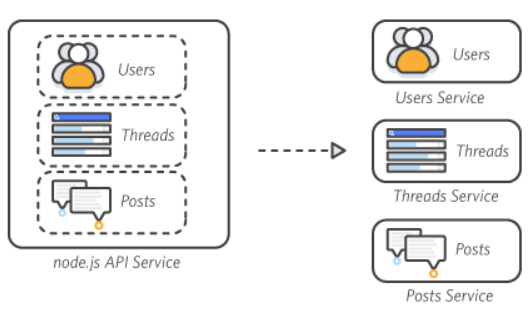 Users
Threads
Posts
node.js API Service
Users
Users Service
Threads
Threads Service
Posts
Posts Service